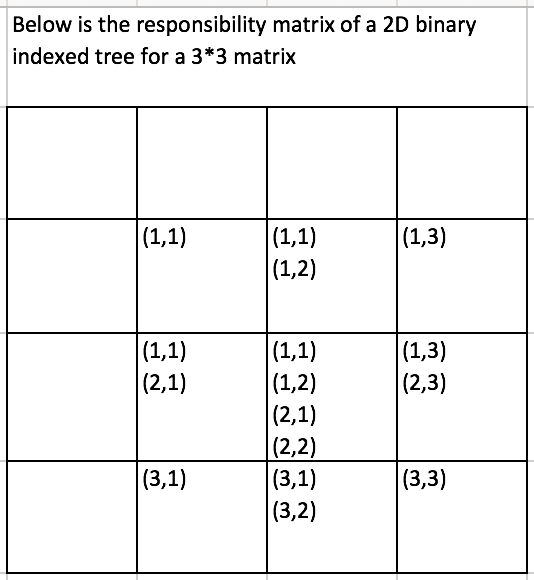 Below is the responsibility matrix of a 2D binary
indexed tree for a 3*3 matrix
(1,1) (1,1) (1,3)
(1,2)
(1,1) (1,1) (1,3)
(2,1) (1,2) (2,3)
(2,1)
(2,2)
(3,1) (3,1) (3,3)
(3,2)